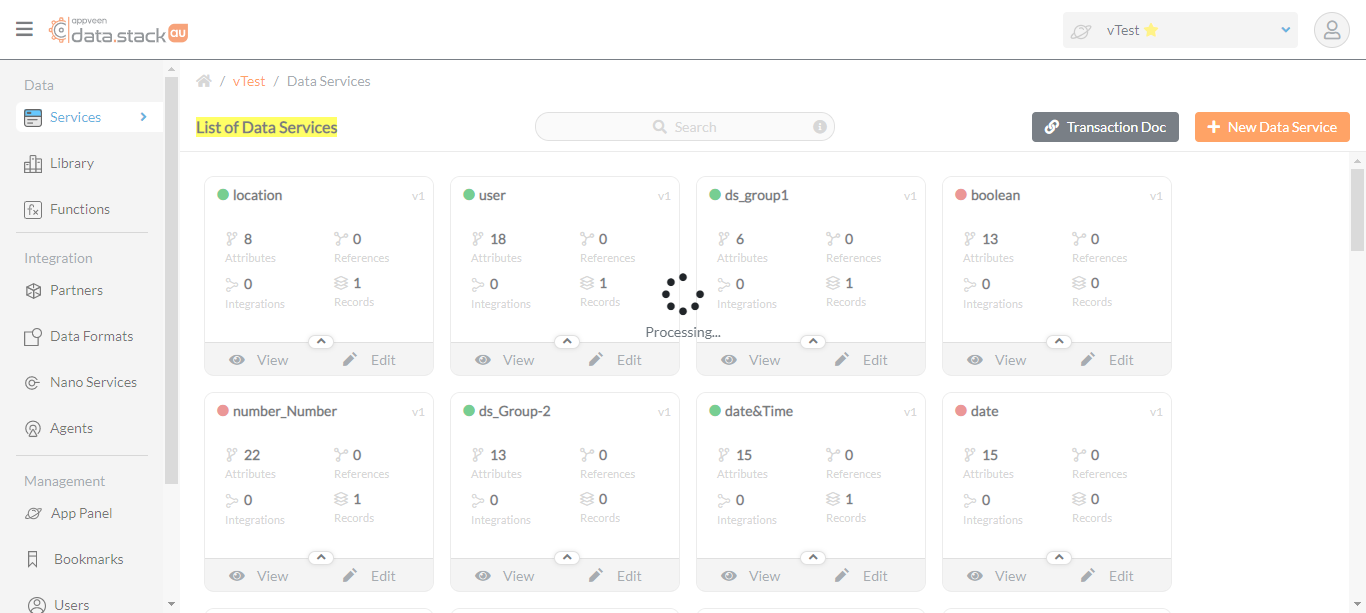 appveen
data.stack au
vTest ⭐
Data
Services
Library
Functions
Integration
Partners
Data Formats
Nano Services
Agents
Management
App Panel
Bookmarks
Users
/ vTest / Data Services
List of Data Services
Search
Transaction Doc
+ New Data Service
location v1
8 Attributes
0 References
0 Integrations
1 Records
View Edit
user v1
18 Attributes
0 References
0 Integrations
1 Records
View Edit
ds_group1 v1
6 Attributes
0 References
0 Integrations
1 Records
View Edit
boolean v1
13 Attributes
0 References
0 Integrations
0 Records
View Edit
Processing...
number_Number v1
22 Attributes
0 References
0 Integrations
1 Records
View Edit
ds_Group-2 v1
13 Attributes
0 References
0 Integrations
0 Records
View Edit
date&Time v1
15 Attributes
0 References
0 Integrations
1 Records
View Edit
date v1
15 Attributes
0 References
0 Integrations
0 Records
View Edit